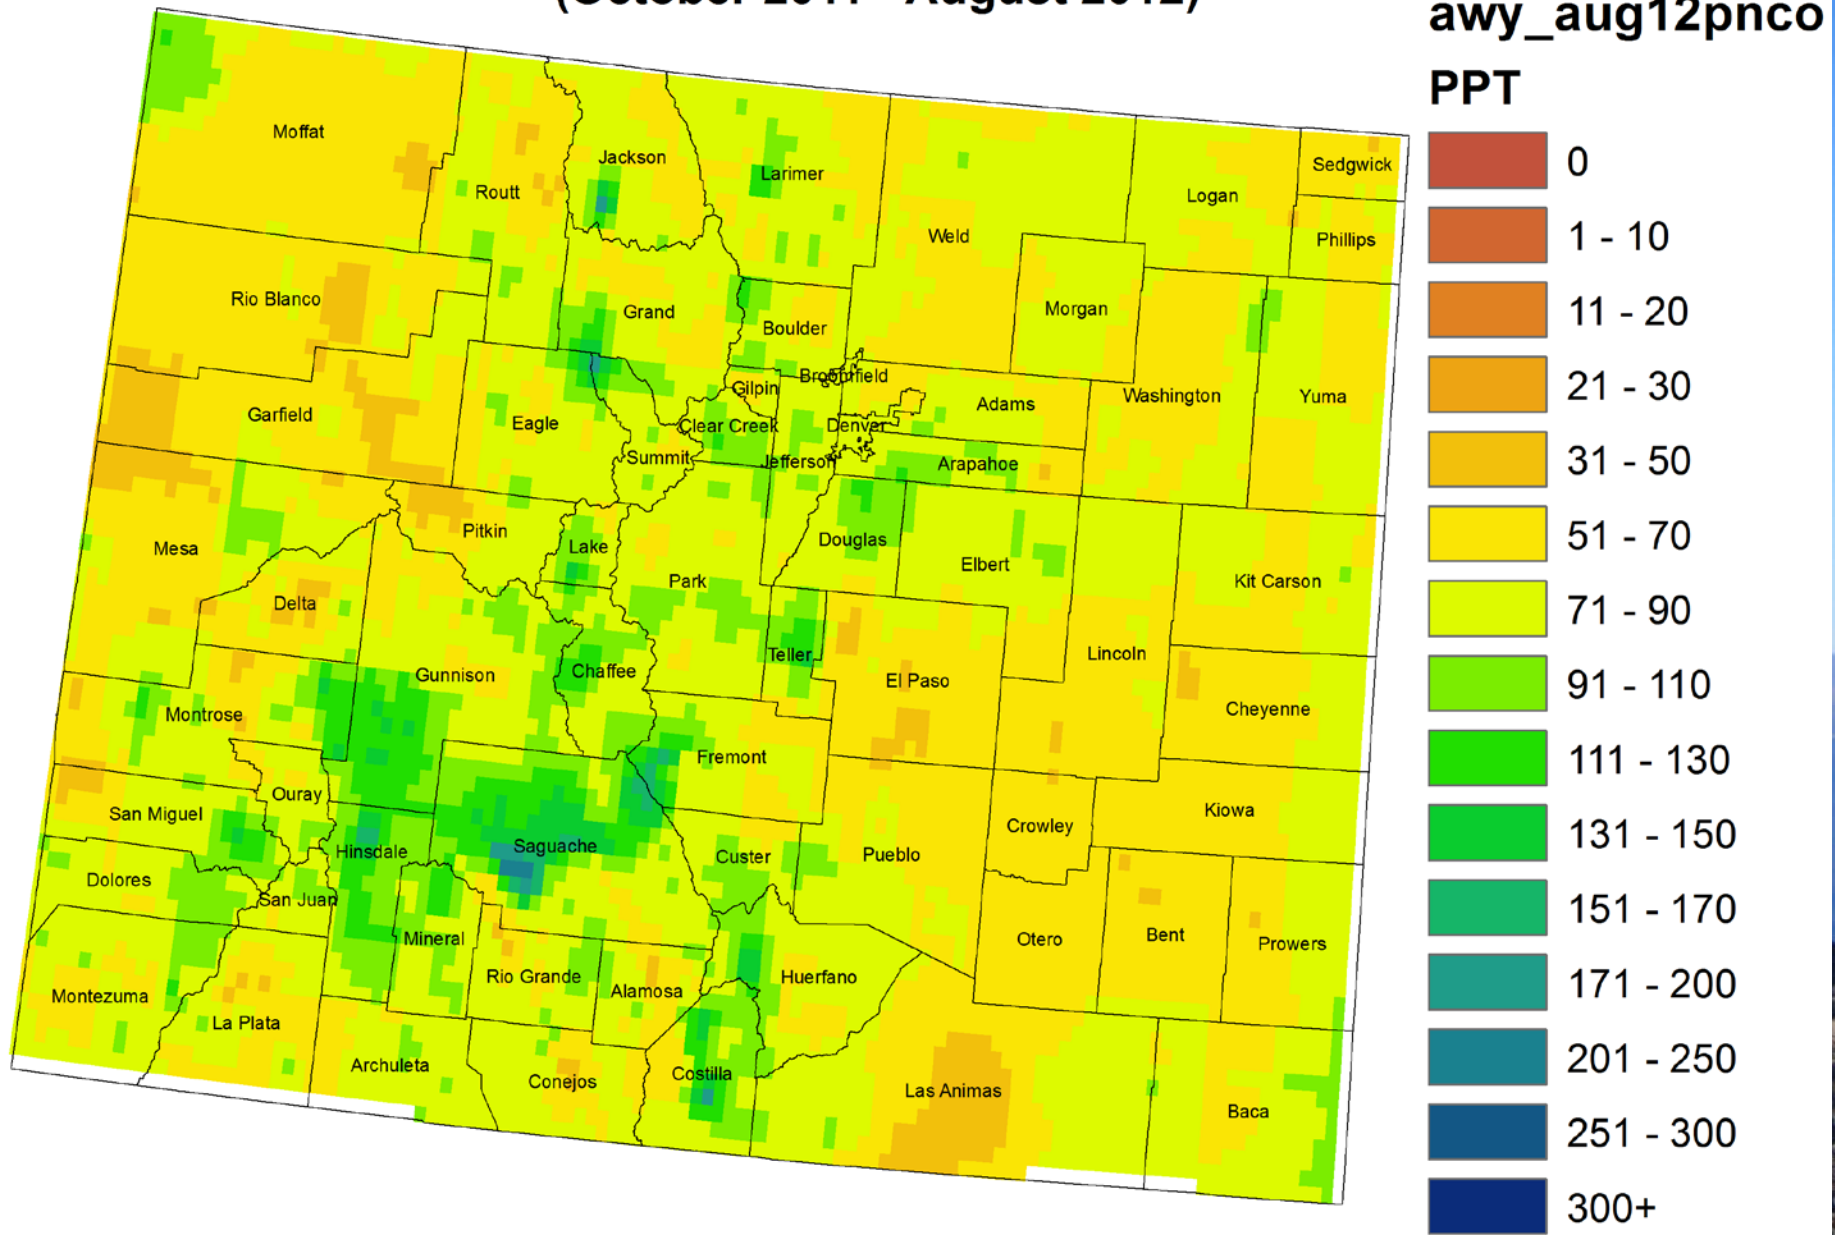 (October 2011 - August 2012)
awy_aug12pnco
PPT
0
1 - 10
11 - 20
21 - 30
31 - 50
51 - 70
71 - 90
91 - 110
111 - 130
131 - 150
151 - 170
171 - 200
201 - 250
251 - 300
300+
Moffat
Routt
Jackson
Larimer
Weld
Logan
Sedgwick
Phillips
Rio Blanco
Grand
Boulder
Morgan
Broomfield
Gilpin
Garfield
Eagle
Clear Creek
Denver
Adams
Washington
Yuma
Summit
Jefferson
Arapahoe
Mesa
Pitkin
Lake
Park
Douglas
Elbert
Kit Carson
Delta
Gunnison
Chaffee
Teller
El Paso
Lincoln
Cheyenne
Montrose
Fremont
Ouray
San Miguel
Hinsdale
Saguache
Custer
Pueblo
Crowley
Kiowa
Dolores
San Juan
Mineral
Rio Grande
Alamosa
Huerfano
Otero
Bent
Prowers
Montezuma
La Plata
Archuleta
Conejos
Costilla
Las Animas
Baca